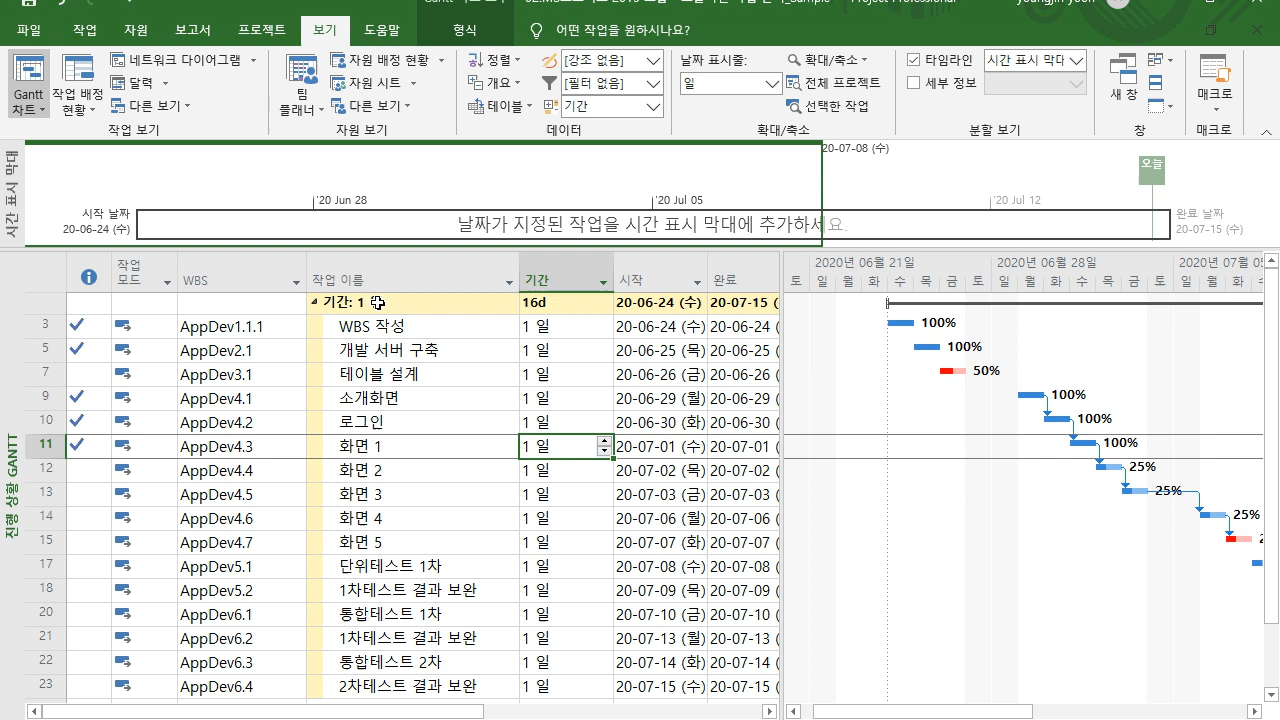 Project Professional
youngjin yoon
파일 작업 자원 보고서 프로젝트 보기 도움말 형식 어떤 작업을 원하시나요?
Gantt 차트
작업 배정 현황
네트워크 다이어그램
달력
다른 보기
작업 보기
팀 플래너
자원 배정 현황
자원 시트
다른 보기
자원 보기
정렬 [강조 없음]
개요 [필터 없음]
테이블 기간
데이터
날짜 표시줄:
일
확대/축소
전체 프로젝트
선택한 작업
확대/축소
타임라인 시간 표시 막대
세부 정보
분할 보기
새 창
창
매크로
매크로
시간 표시 막대
20-07-08 (수)
오늘
'20 Jun 28 '20 Jul 05 '20 Jul 12
시작 날짜
20-06-24 (수)
날짜가 지정된 작업을 시간 표시 막대에 추가하세요.
완료 날짜
20-07-15 (수)
작업 모드 WBS 작업 이름 기간 시작 완료
2020년 06월 21일 2020년 06월 28일 2020년 07월 05
토 일 월 화 수 목 금 토 일 월 화 수 목 금 토 일 월 화
진행 상황 GANTT
기간: 1 16d 20-06-24 (수) 20-07-15 (
3 AppDev1.1.1 WBS 작성 1 일 20-06-24 (수) 20-06-24 ( 100%
5 AppDev2.1 개발 서버 구축 1 일 20-06-25 (목) 20-06-25 ( 100%
7 AppDev3.1 테이블 설계 1 일 20-06-26 (금) 20-06-26 ( 50%
9 AppDev4.1 소개화면 1 일 20-06-29 (월) 20-06-29 ( 100%
10 AppDev4.2 로그인 1 일 20-06-30 (화) 20-06-30 ( 100%
11 AppDev4.3 화면 1 1 일 20-07-01 (수) 20-07-01 ( 100%
12 AppDev4.4 화면 2 1 일 20-07-02 (목) 20-07-02 ( 25%
13 AppDev4.5 화면 3 1 일 20-07-03 (금) 20-07-03 ( 25%
14 AppDev4.6 화면 4 1 일 20-07-06 (월) 20-07-06 ( 25%
15 AppDev4.7 화면 5 1 일 20-07-07 (화) 20-07-07 ( 2
17 AppDev5.1 단위테스트 1차 1 일 20-07-08 (수) 20-07-08 (
18 AppDev5.2 1차테스트 결과 보완 1 일 20-07-09 (목) 20-07-09 (
20 AppDev6.1 통합테스트 1차 1 일 20-07-10 (금) 20-07-10 (
21 AppDev6.2 1차테스트 결과 보완 1 일 20-07-13 (월) 20-07-13 (
22 AppDev6.3 통합테스트 2차 1 일 20-07-14 (화) 20-07-14 (
23 AppDev6.4 2차테스트 결과 보완 1 일 20-07-15 (수) 20-07-15 (